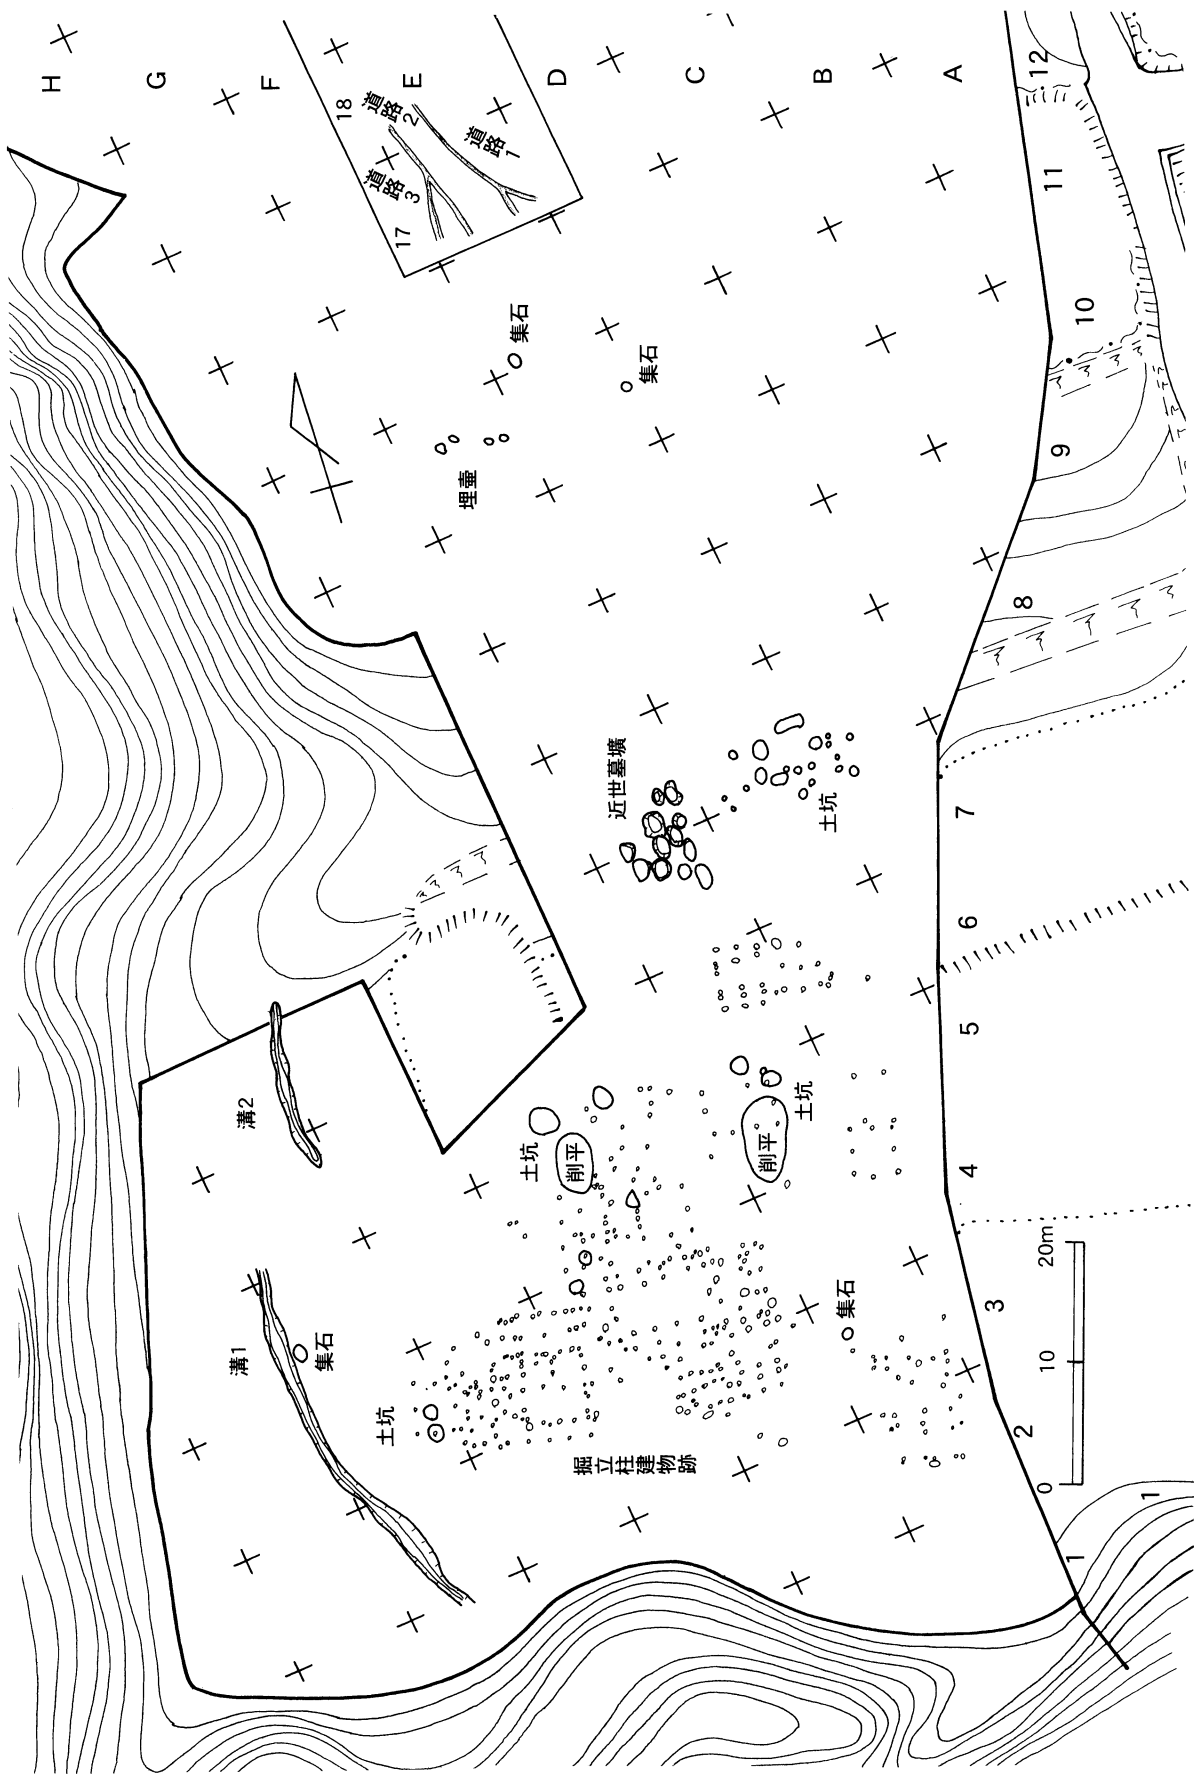 H
G
F
E
D
C
B
A
18
17
道路2
道路1
道路3
12
11
10
9
8
7
6
5
4
3
2
1
1
集石
集石
埋壷
近世墓壙
土坑
溝2
土坑
削平
削平
土坑
溝1
集石
集石
土坑
掘立柱建物跡
0
10
20m